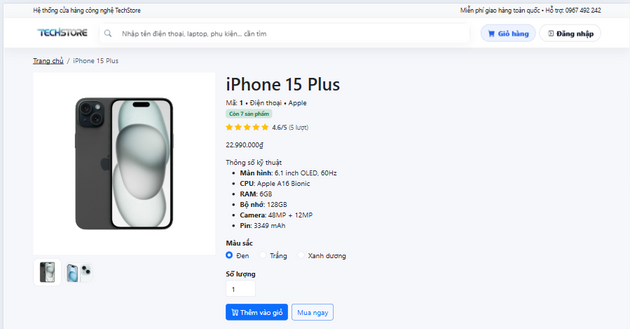 Hệ thống cửa hàng công nghệ TechStore
Miễn phí giao hàng toàn quốc • Hỗ trợ: 0967 492 242
TECHSTORE
Nhập tên điện thoại, laptop, phụ kiện... cần tìm
Giỏ hàng
Đăng nhập
Trang chủ / iPhone 15 Plus
iPhone 15 Plus
Mã: 1 • Điện thoại • Apple
Còn 7 sản phẩm
4.6/5 (5 lượt)
22,990,000₫
Thông số kỹ thuật
• Màn hình: 6.1 inch OLED, 60Hz
• CPU: Apple A16 Bionic
• RAM: 6GB
• Bộ nhớ: 128GB
• Camera: 48MP + 12MP
• Pin: 3349 mAh
Màu sắc
Đen
Trắng
Xanh dương
Số lượng
1
Thêm vào giỏ
Mua ngay